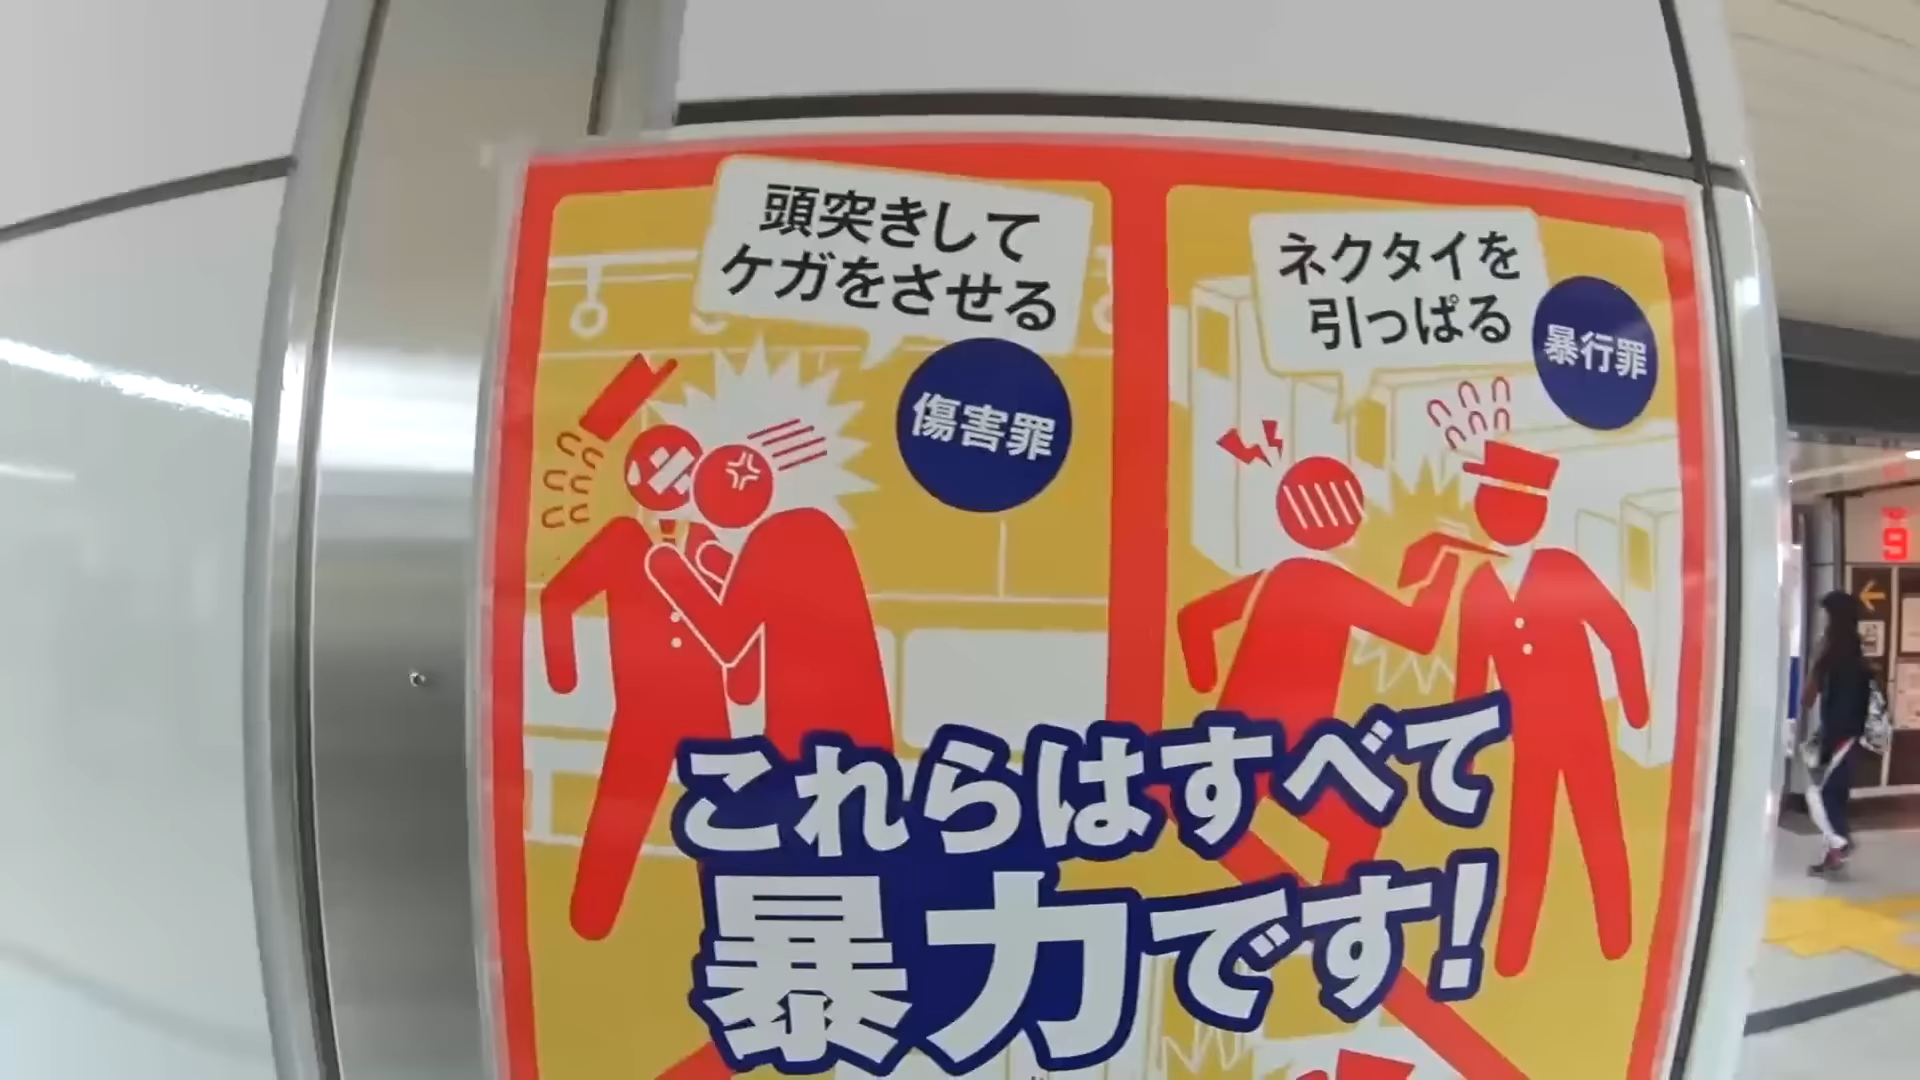 頭突きして
ケガをさせる
傷害罪
ネクタイを
引っぱる
暴行罪
これらはすべて
暴力です!
9